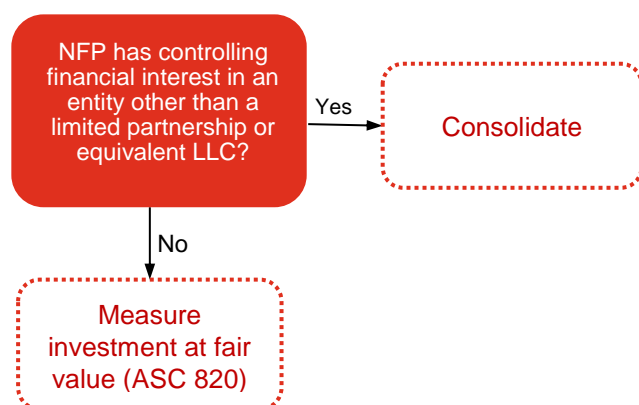 NFP has controlling
financial interest in an
entity other than a
limited partnership or
equivalent LLC?
Yes
Consolidate
No
Measure
investment at fair
value (ASC 820)